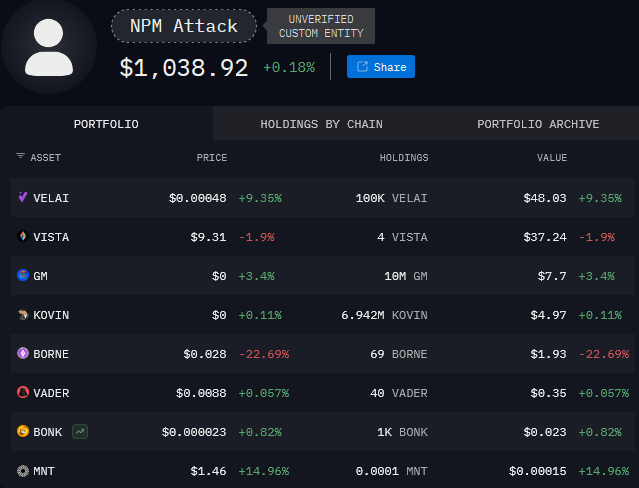 NPM Attack
UNVERIFIED
CUSTOM ENTITY
$1,038.92 +0.18% Share
PORTFOLIO HOLDINGS BY CHAIN PORTFOLIO ARCHIVE
ASSET PRICE HOLDINGS VALUE
VELAI $0.00048 +9.35% 100K VELAI $48.03 +9.35%
VISTA $9.31 -1.9% 4 VISTA $37.24 -1.9%
GM $0 +3.4% 10M GM $7.7 +3.4%
KOVIN $0 +0.11% 6.942M KOVIN $4.97 +0.11%
BORNE $0.028 -22.69% 69 BORNE $1.93 -22.69%
VADER $0.0088 +0.057% 40 VADER $0.35 +0.057%
BONK $0.000023 +0.82% 1K BONK $0.023 +0.82%
MNT $1.46 +14.96% 0.0001 MNT $0.00015 +14.96%